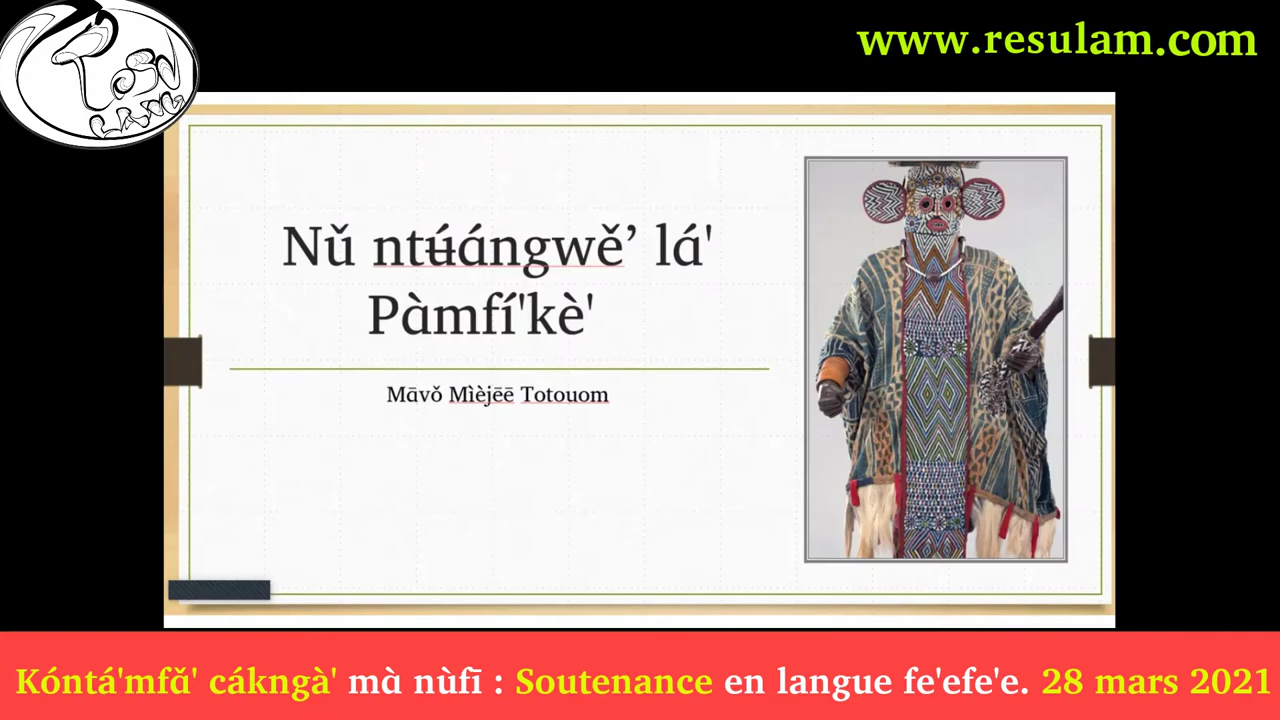 www.resulam.com
Nǔ ntʉ́ángwě’ lá'
Pàmfí'kè'
Māvǒ Mìèjēē Totouom
Kóntá'mfɑ̌' cákngà' mà nùfī : Soutenance en langue fe'efe'e. 28 mars 2021